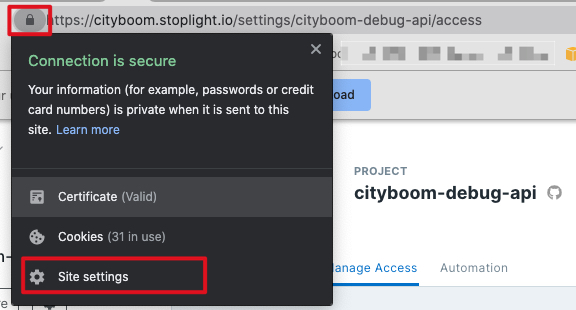 https://cityboom.stoplight.io/settings/cityboom-debug-api/access
Connection is secure
Your information (for example, passwords or credit
card numbers) is private when it is sent to this
site. Learn more
oad
PROJECT
cityboom-debug-api
Certificate (Valid)
Cookies (31 in use)
Site settings
anage Access
Automation